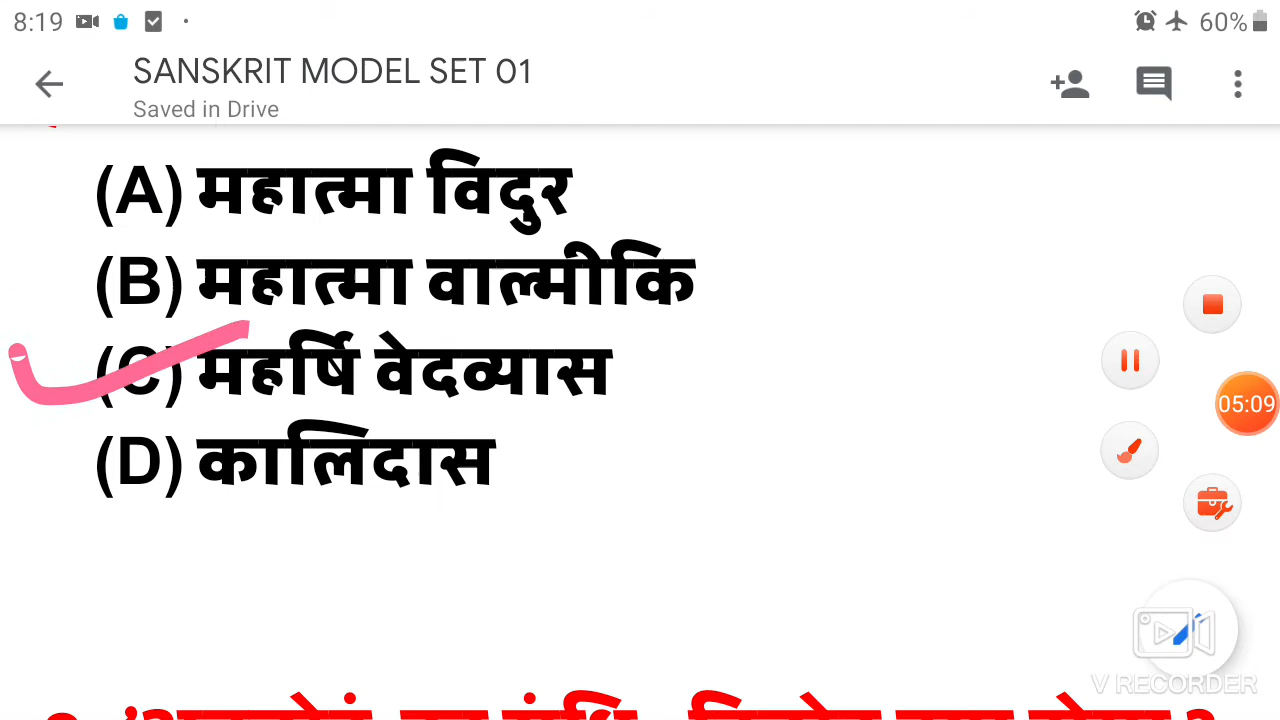 8:19
60%
SANSKRIT MODEL SET 01
Saved in Drive
(A) महात्मा विदुर
(B) महात्मा वाल्मीकि
(C) महर्षि वेदव्यास
(D) कालिदास
05:09
V RECORDER